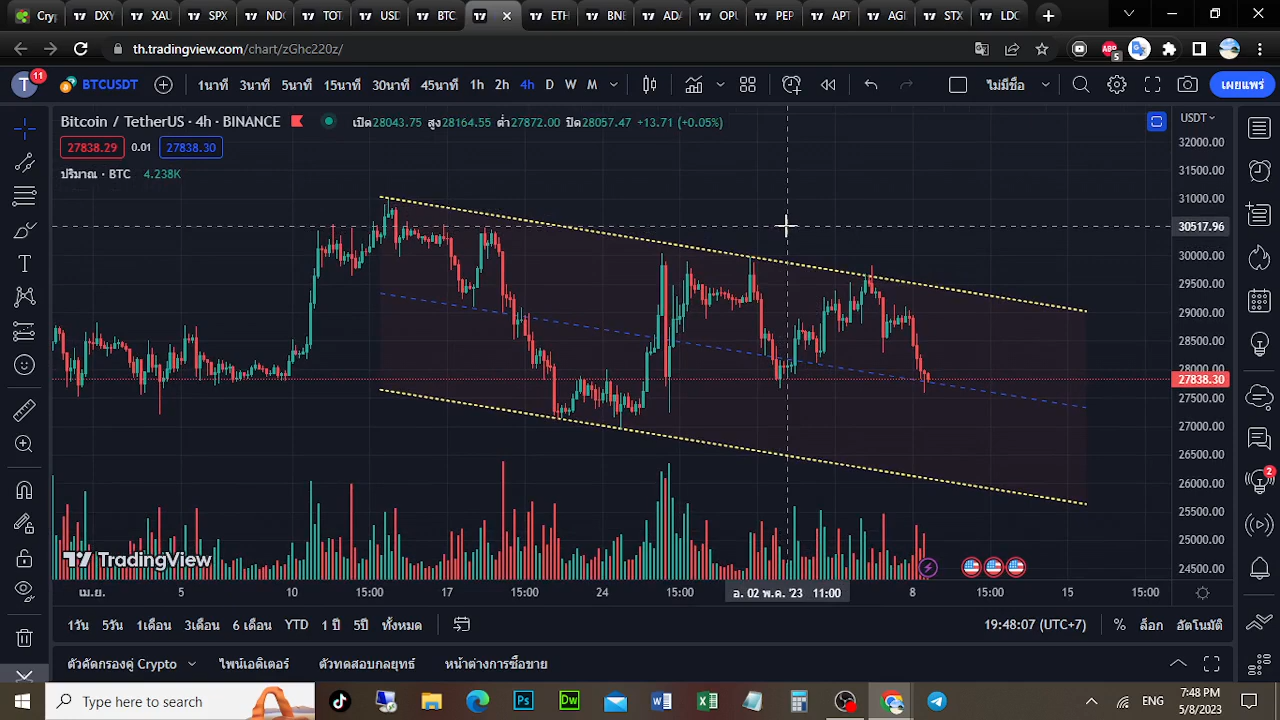 Cry
DXY
XAU
SPX
ND
TOT
USD
BTC
ETH
BNE
ADA
OPU
PEP
APT
AGI
STX
LDC
th.tradingview.com/chart/zGhc220z/
ABP
5
T
11
BTCUSDT
1นาที
3นาที
5นาที
15นาที
30นาที
45นาที
1h
2h
4h
D
W
M
ไม่มีชื่อ
เผยแพร่
Bitcoin / TetherUS · 4h · BINANCE
เปิด28043.75 สูง28164.55 ต่ำ27872.00 ปิด28057.47 +13.71 (+0.05%)
USDT
27838.29
0.01
27838.30
ปริมาณ · BTC 4.238K
32000.00
31500.00
31000.00
30517.96
30000.00
29500.00
29000.00
28500.00
28000.00
27838.30
27500.00
27000.00
26500.00
26000.00
25500.00
25000.00
24500.00
2
TradingView
เม.ย.
5
10
15:00
17
15:00
24
15:00
อ. 02 พ.ค. '23 11:00
8
15:00
15
15:00
1วัน
5วัน
1เดือน
3เดือน
6 เดือน
YTD
1 ปี
5ปี
ทั้งหมด
19:48:07 (UTC+7)
%
ล็อก
อัตโนมัติ
ตัวคัดกรองคู่ Crypto
ไพน์เอดิเตอร์
ตัวทดสอบกลยุทธ์
หน้าต่างการซื้อขาย
Type here to search
Ps
Dw
ENG
7:48 PM
5/8/2023